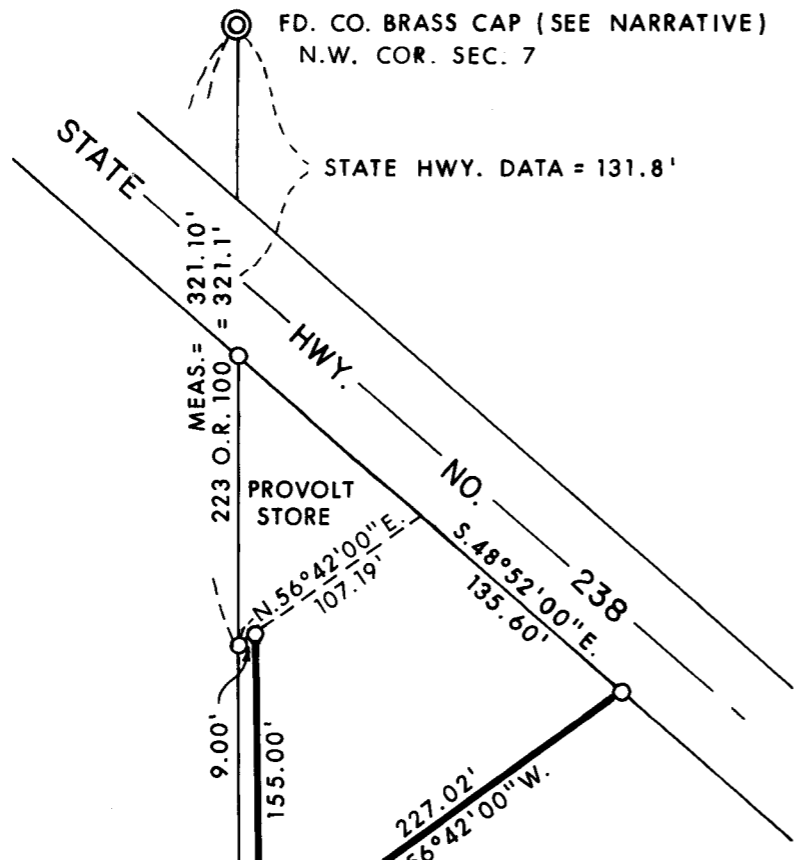 FD. CO. BRASS CAP (SEE NARRATIVE)
N.W. COR. SEC. 7
STATE HWY. DATA = 131.8'
STATE HWY. NO. 238
MEAS. = 321.10'
223 O.R. 100 = 321.1'
PROVOLT
STORE
N.56°42'00"E.
107.19'
S.48°52'00"E.
135.60'
9.00'
155.00'
227.02'
56°42'00"W.